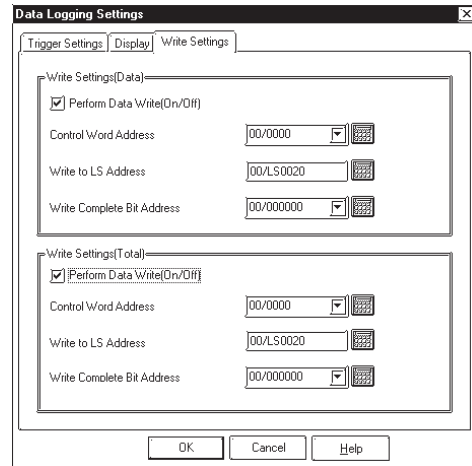 Data Logging Settings
Trigger Settings Display Write Settings
Write Settings(Data)
Perform Data Write(On/Off)
Control Word Address 00/0000
Write to LS Address 00/LS0020
Write Complete Bit Address 00/000000
Write Settings(Total)
Perform Data Write(On/Off)
Control Word Address 00/0000
Write to LS Address 00/LS0020
Write Complete Bit Address 00/000000
OK Cancel Help